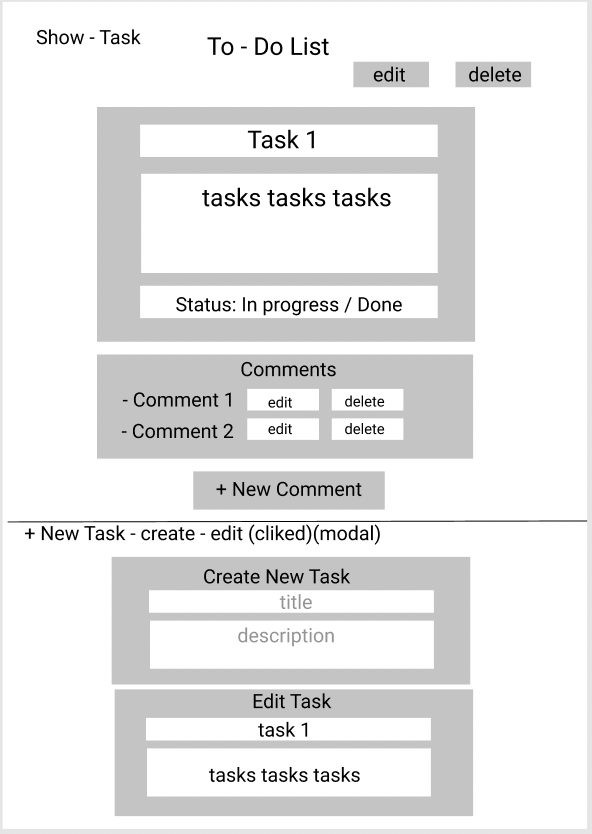 Show - Task
To - Do List
edit delete
Task 1
tasks tasks tasks
Status: In progress / Done
Comments
- Comment 1 edit delete
- Comment 2 edit delete
+ New Comment
+ New Task - create - edit (cliked)(modal)
Create New Task
title
description
Edit Task
task 1
tasks tasks tasks